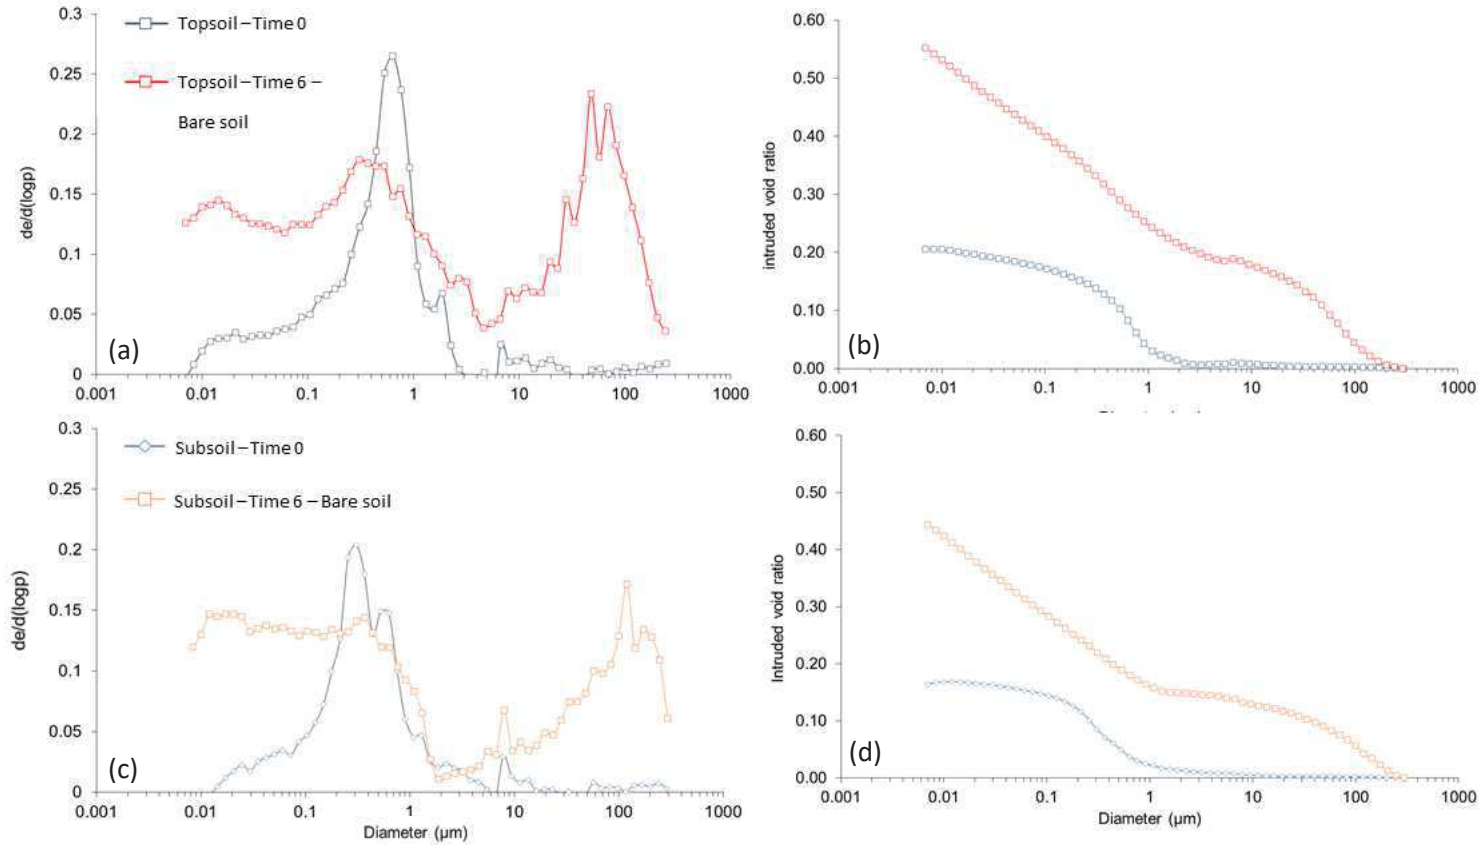 0.3
0.25
0.2
0.15
0.1
0.05
0
de/d(logp)
Topsoil–Time 0
Topsoil–Time 6 –
Bare soil
(a)
0.001 0.01 0.1 1 10 100 1000
0.60
0.50
0.40
0.30
0.20
0.10
0.00
intruded void ratio
(b)
0.001 0.01 0.1 1 10 100 1000
0.3
0.25
0.2
0.15
0.1
0.05
0
de/d(logp)
Subsoil–Time 0
Subsoil–Time 6 – Bare soil
(c)
0.001 0.01 0.1 1 10 100 1000
Diameter (μm)
0.60
0.50
0.40
0.30
0.20
0.10
0.00
Intruded void ratio
(d)
0.001 0.01 0.1 1 10 100 1000
Diameter (μm)